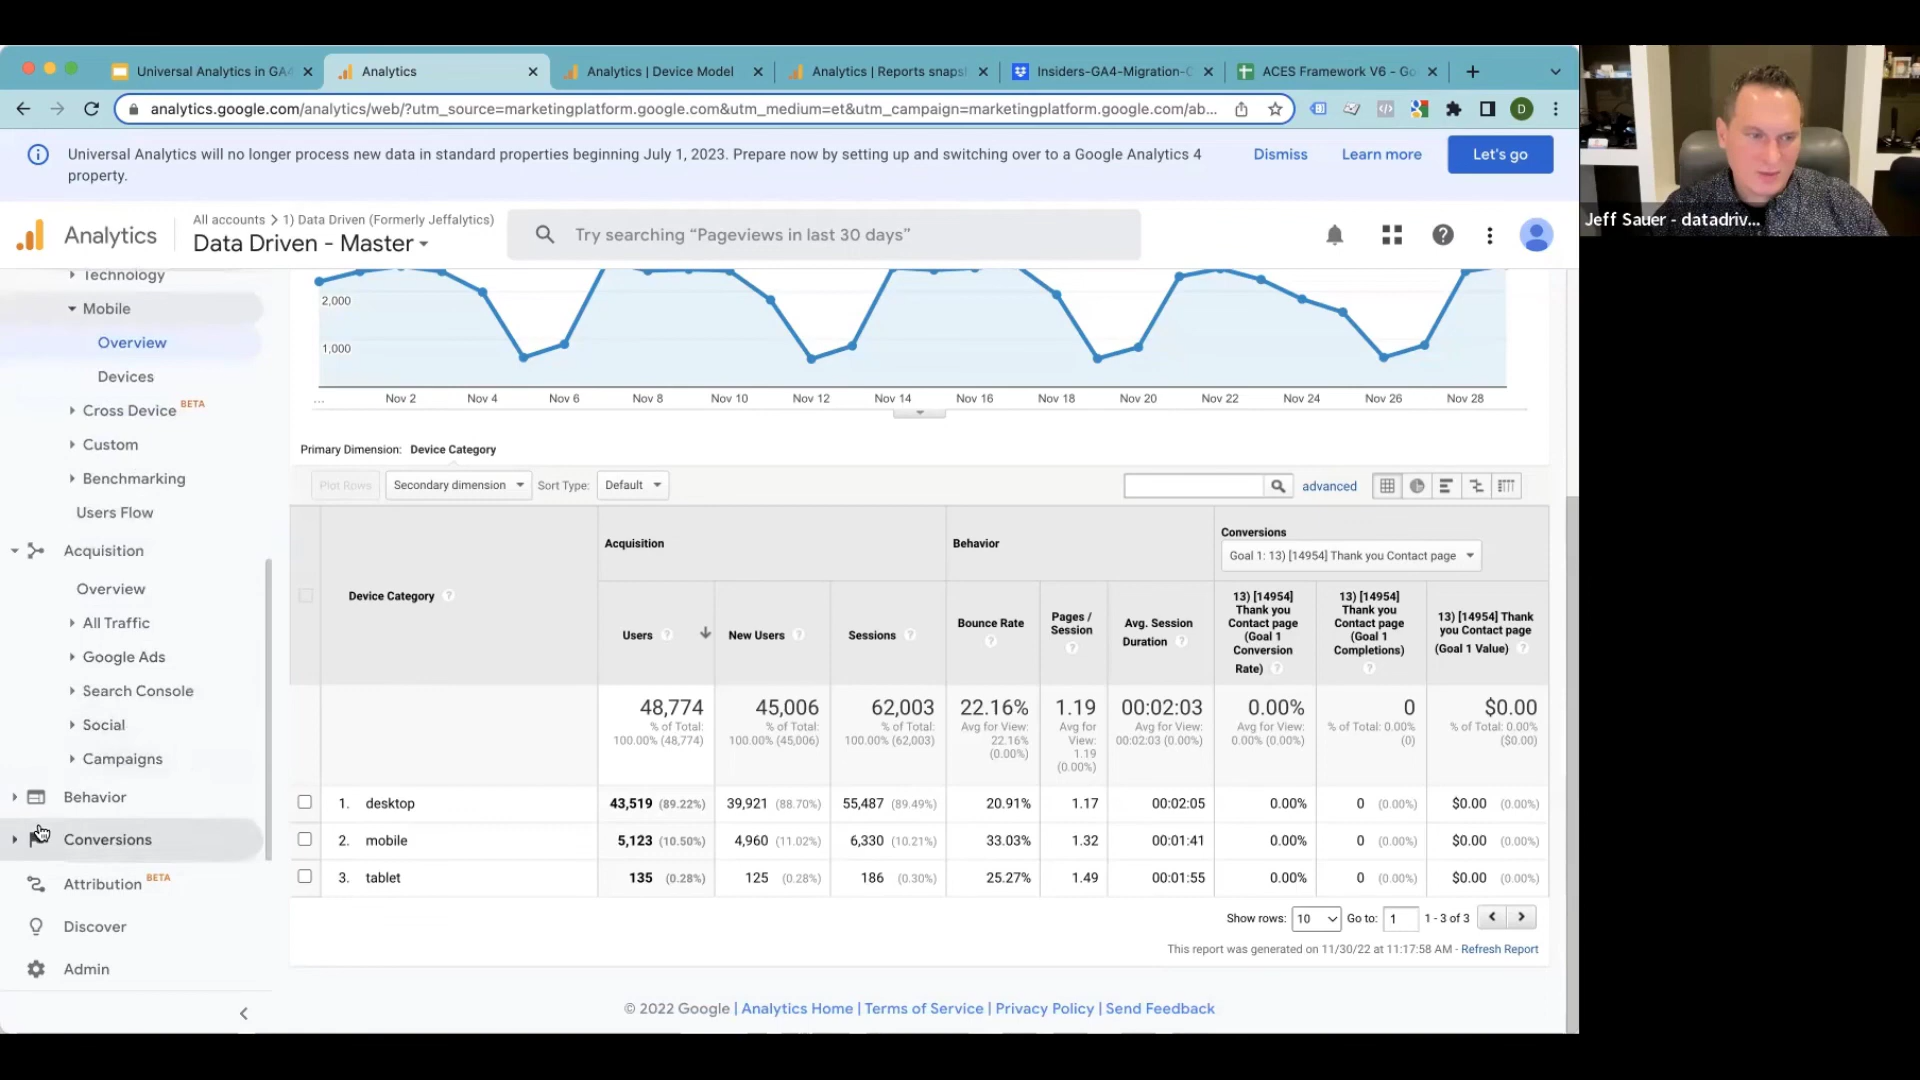 Universal Analytics in GA4
Analytics
Analytics | Device Model
Analytics | Reports snaps
Insiders-GA4-Migration-
ACES Framework V6 - Go
analytics.google.com/analytics/web/?utm_source=marketingplatform.google.com&utm_medium=et&utm_campaign=marketingplatform.google.com/ab...
D
Universal Analytics will no longer process new data in standard properties beginning July 1, 2023. Prepare now by setting up and switching over to a Google Analytics 4
property.
Dismiss
Learn more
Let's go
Jeff Sauer - datadriv...
Analytics
All accounts > 1) Data Driven (Formerly Jeffalytics)
Data Driven - Master
Try searching “Pageviews in last 30 days”
Technology
Mobile
Overview
Devices
Cross Device BETA
Custom
Benchmarking
Users Flow
Acquisition
Overview
All Traffic
Google Ads
Search Console
Social
Campaigns
Behavior
Conversions
Attribution BETA
Discover
Admin
2,000
1,000
... Nov 2 Nov 4 Nov 6 Nov 8 Nov 10 Nov 12 Nov 14 Nov 16 Nov 18 Nov 20 Nov 22 Nov 24 Nov 26 Nov 28
Primary Dimension: Device Category
Plot Rows Secondary dimension Sort Type: Default advanced
Device Category ?
Acquisition
Behavior
Conversions
Goal 1: 13) [14954] Thank you Contact page
Users ?
New Users ?
Sessions ?
Bounce Rate
?
Pages /
Session
?
Avg. Session
Duration ?
13) [14954]
Thank you
Contact page
(Goal 1
Conversion
Rate) ?
13) [14954]
Thank you
Contact page
(Goal 1
Completions)
?
13) [14954] Thank
you Contact page
(Goal 1 Value) ?
48,774
% of Total:
100.00% (48,774)
45,006
% of Total:
100.00% (45,006)
62,003
% of Total:
100.00% (62,003)
22.16%
Avg for View:
22.16%
(0.00%)
1.19
Avg for
View:
1.19
(0.00%)
00:02:03
Avg for View:
00:02:03 (0.00%)
0.00%
Avg for View:
0.00% (0.00%)
0
% of Total: 0.00%
(0)
$0.00
% of Total: 0.00%
($0.00)
1. desktop 43,519 (89.22%) 39,921 (88.70%) 55,487 (89.49%) 20.91% 1.17 00:02:05 0.00% 0 (0.00%) $0.00 (0.00%)
2. mobile 5,123 (10.50%) 4,960 (11.02%) 6,330 (10.21%) 33.03% 1.32 00:01:41 0.00% 0 (0.00%) $0.00 (0.00%)
3. tablet 135 (0.28%) 125 (0.28%) 186 (0.30%) 25.27% 1.49 00:01:55 0.00% 0 (0.00%) $0.00 (0.00%)
Show rows: 10 Go to: 1 1 - 3 of 3
This report was generated on 11/30/22 at 11:17:58 AM - Refresh Report
© 2022 Google | Analytics Home | Terms of Service | Privacy Policy | Send Feedback